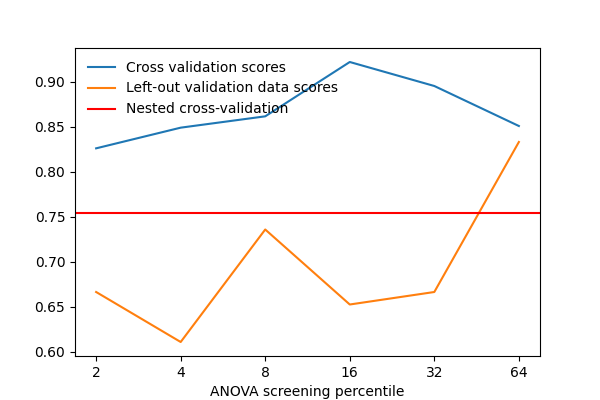 Cross validation scores
Left-out validation data scores
Nested cross-validation
0.90
0.85
0.80
0.75
0.70
0.65
0.60
2 4 8 16 32 64
ANOVA screening percentile